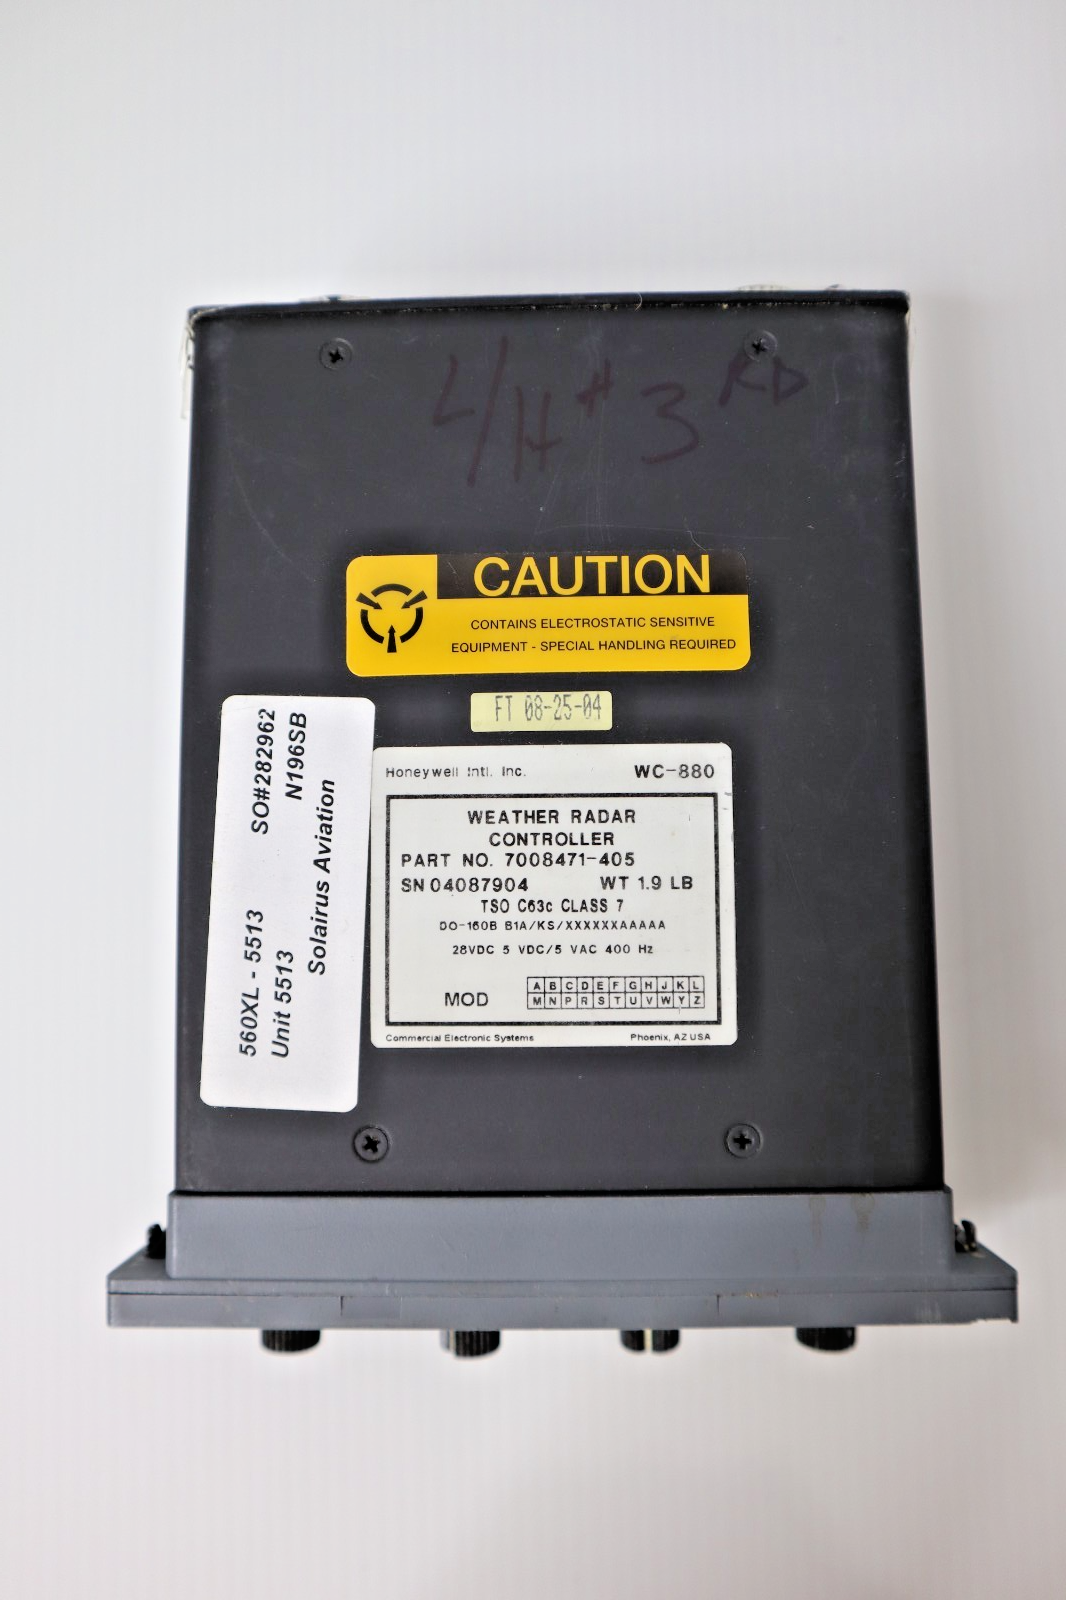 L/H #3 RD
CAUTION
CONTAINS ELECTROSTATIC SENSITIVE
EQUIPMENT - SPECIAL HANDLING REQUIRED
FT 08-25-04
560XL - 5513 SO#282962
Unit 5513 N196SB
Solairus Aviation
Honeywell Intl. Inc. WC-880
WEATHER RADAR
CONTROLLER
PART NO. 7008471-405
SN 04087904 WT 1.9 LB
TSO C63c CLASS 7
DO-160B B1A/KS/XXXXXXAAAAA
28VDC 5 VDC/5 VAC 400 Hz
MOD
A B C D E F G H J K L
M N P R S T U V W Y Z
Commercial Electronic Systems Phoenix, AZ USA